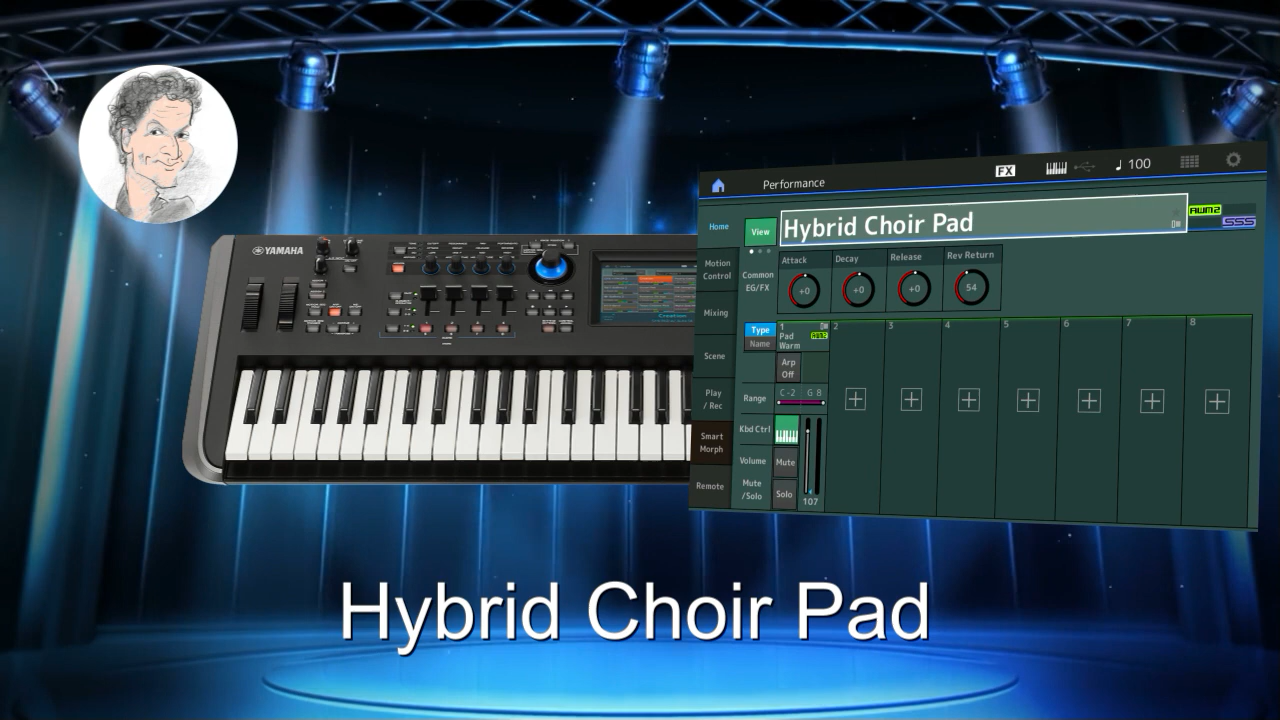 YAMAHA
Performance
FX
♩ 100
Home
View
Hybrid Choir Pad
AWM2
SSS
Motion
Control
Common
EG/FX
Attack
Decay
Release
Rev Return
+0
+0
+0
54
Mixing
Type
Name
1
Pad
Warm
AWM2
2
3
4
5
6
7
8
Scene
Arp
Off
Play
/ Rec
Range
C -2
G 8
Smart
Morph
Kbd Ctrl
Volume
Mute
Remote
Mute
/Solo
Solo
107
Hybrid Choir Pad